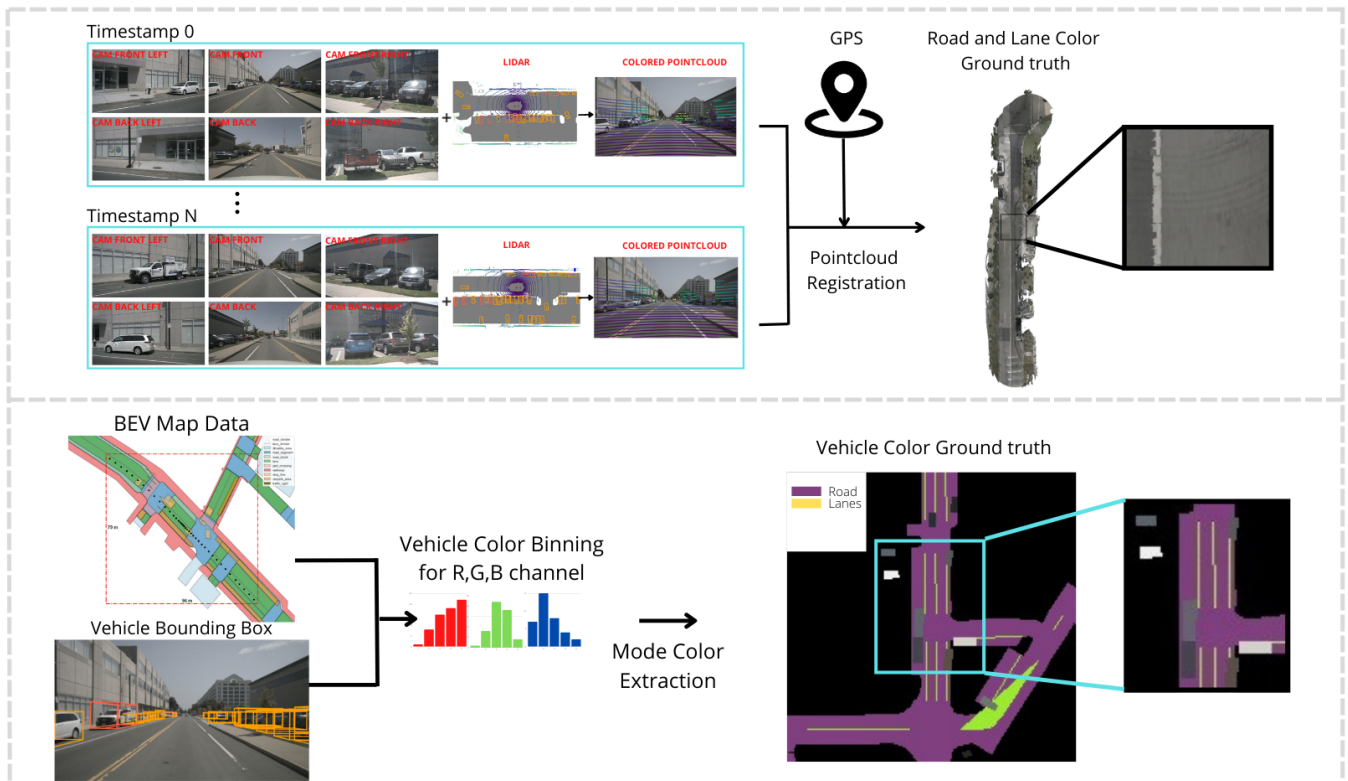 Timestamp 0
CAM FRONT LEFT
CAM FRONT
CAM FRONT RIGHT
LIDAR
COLORED POINTCLOUD
CAM BACK LEFT
CAM BACK
CAM BACK RIGHT
+
Timestamp N
CAM FRONT LEFT
CAM FRONT
CAM FRONT RIGHT
LIDAR
COLORED POINTCLOUD
CAM BACK LEFT
CAM BACK
CAM BACK RIGHT
+
GPS
Pointcloud
Registration
Road and Lane Color
Ground truth
BEV Map Data
Vehicle Bounding Box
Vehicle Color Binning
for R,G,B channel
Mode Color
Extraction
Vehicle Color Ground truth
Road
Lanes